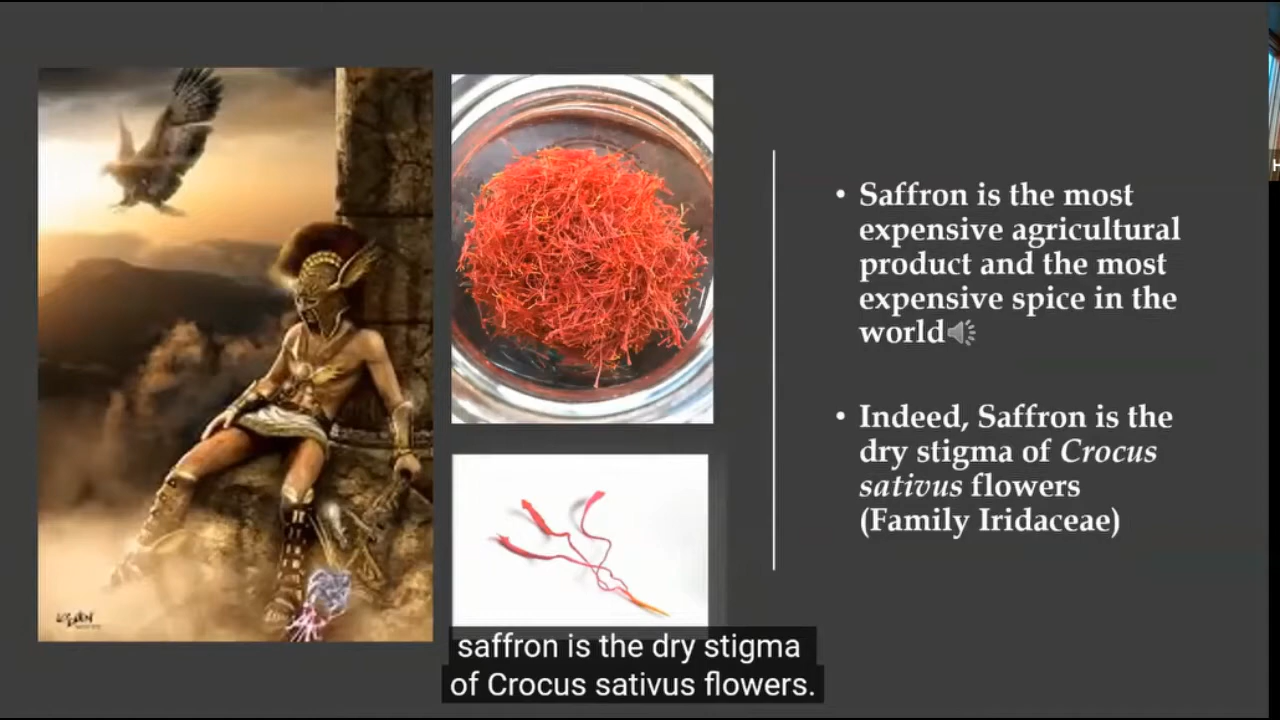 • Saffron is the most
expensive agricultural
product and the most
expensive spice in the
world
• Indeed, Saffron is the
dry stigma of Crocus
sativus flowers
(Family Iridaceae)
saffron is the dry stigma
of Crocus sativus flowers.